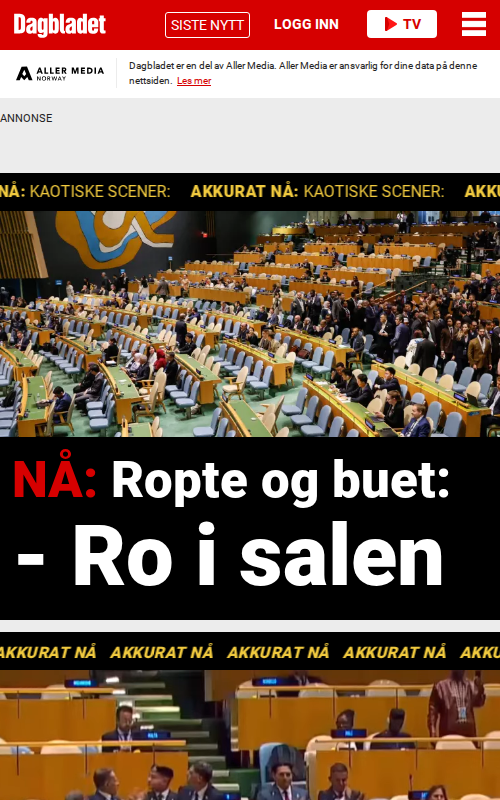 Dagbladet
SISTE NYTT
LOGG INN
TV
ALLER MEDIA
NORWAY
Dagbladet er en del av Aller Media. Aller Media er ansvarlig for dine data på denne
nettsiden. Les mer
ANNONSE
NÅ: KAOTISKE SCENER: AKKURAT NÅ: KAOTISKE SCENER: AKKU
NÅ: Ropte og buet:
- Ro i salen
AKKURAT NÅ AKKURAT NÅ AKKURAT NÅ AKKURAT NÅ AKKU